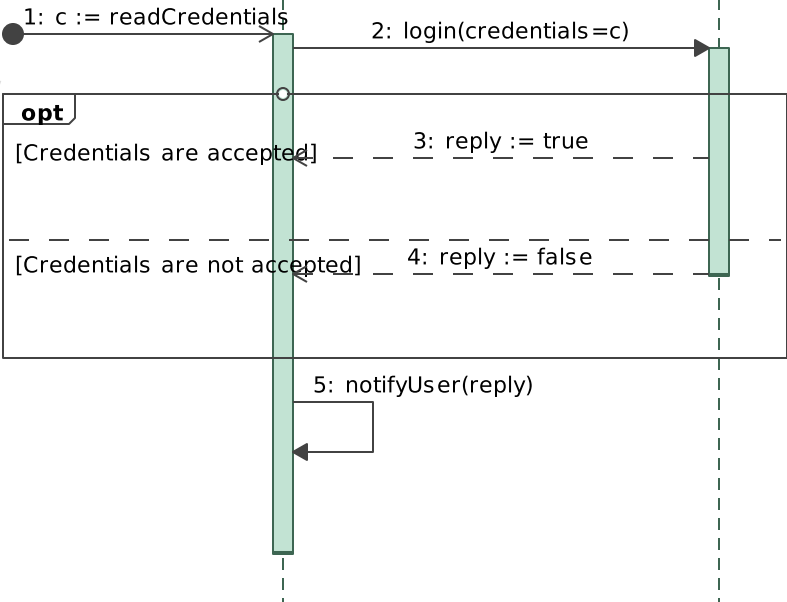 1: c := readCredentials
2: login(credentials=c)
opt
3: reply := true
[Credentials are accepted]
4: reply := false
[Credentials are not accepted]
5: notifyUser(reply)